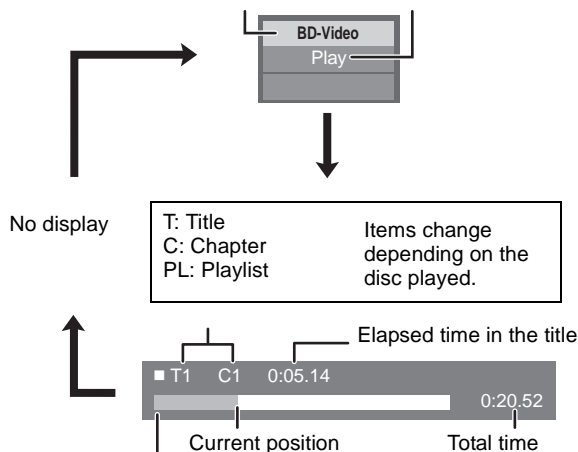 BD-Video
Play
No display
T: Title
C: Chapter
PL: Playlist
Items change
depending on the
disc played.
Elapsed time in the title
T1 C1 0:05.14
0:20.52
Current position
Total time